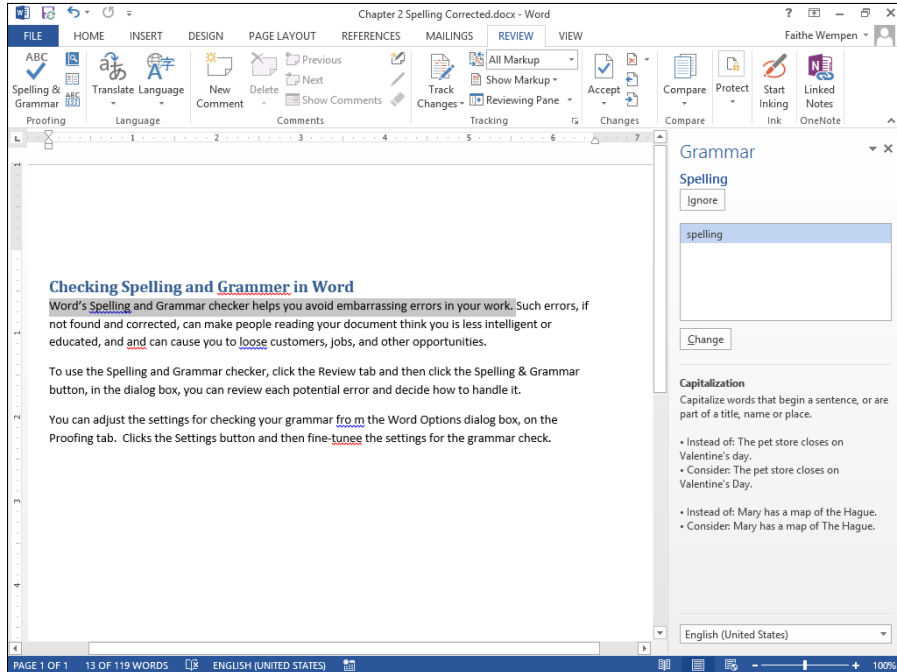 Chapter 2 Spelling Corrected.docx - Word
FILE HOME INSERT DESIGN PAGE LAYOUT REFERENCES MAILINGS REVIEW VIEW Faithe Wempen
ABC
Spelling & Grammar
ABC
123
Proofing
Translate Language
Language
New Comment
Delete
Previous
Next
Show Comments
Comments
Track Changes
All Markup
Show Markup
Reviewing Pane
Tracking
Accept
Changes
Compare
Compare
Protect
Start Inking
Ink
Linked Notes
OneNote
1 2 3 4 5 6 7
Checking Spelling and Grammer in Word
Word's Spelling and Grammar checker helps you avoid embarrassing errors in your work. Such errors, if
not found and corrected, can make people reading your document think you is less intelligent or
educated, and and can cause you to loose customers, jobs, and other opportunities.
To use the Spelling and Grammar checker, click the Review tab and then click the Spelling & Grammar
button, in the dialog box, you can review each potential error and decide how to handle it.
You can adjust the settings for checking your grammar fro m the Word Options dialog box, on the
Proofing tab. Clicks the Settings button and then fine-tunee the settings for the grammar check.
Grammar
Spelling
Ignore
spelling
Change
Capitalization
Capitalize words that begin a sentence, or are
part of a title, name or place.
• Instead of: The pet store closes on
Valentine's day.
• Consider: The pet store closes on
Valentine's Day.
• Instead of: Mary has a map of the Hague.
• Consider: Mary has a map of The Hague.
English (United States)
PAGE 1 OF 1 13 OF 119 WORDS ENGLISH (UNITED STATES) 100%